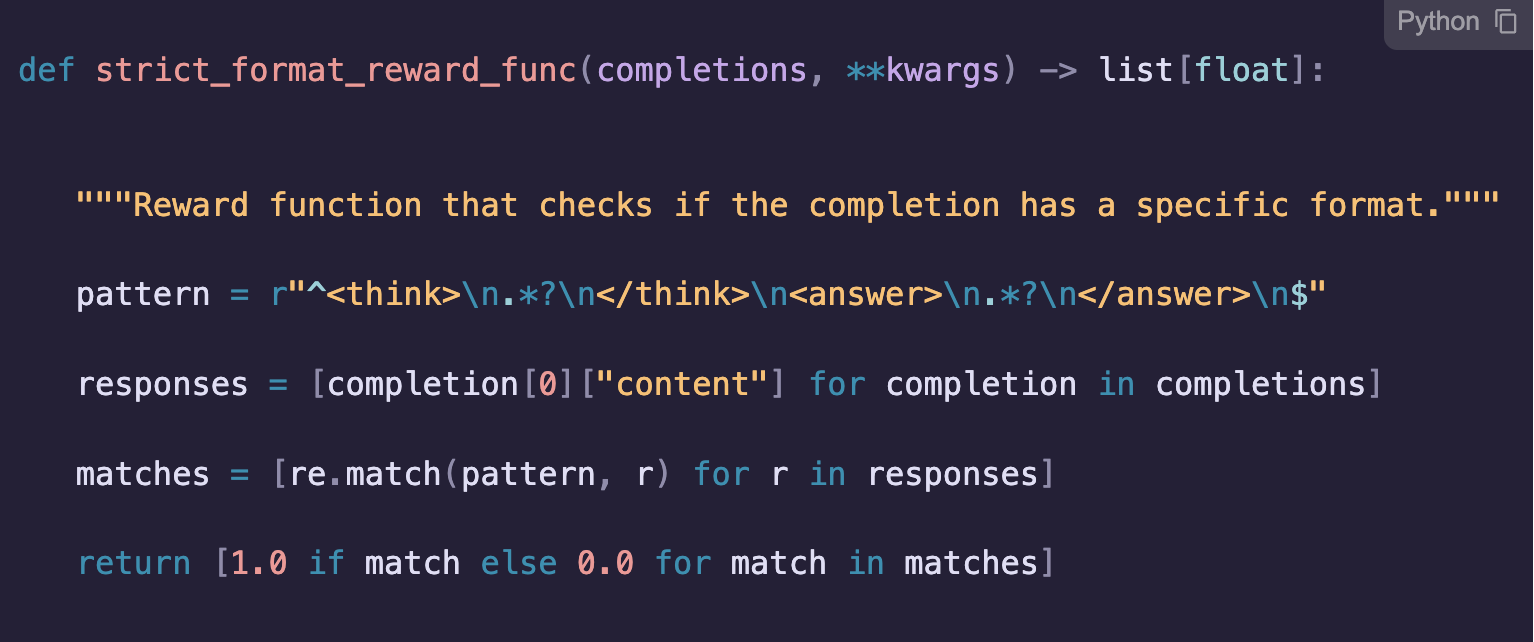 Python
def strict_format_reward_func(completions, **kwargs) -> list[float]:
"""Reward function that checks if the completion has a specific format."""
pattern = r"^<think>\n.*?\n</think>\n<answer>\n.*?\n</answer>\n$"
responses = [completion[0]["content"] for completion in completions]
matches = [re.match(pattern, r) for r in responses]
return [1.0 if match else 0.0 for match in matches]